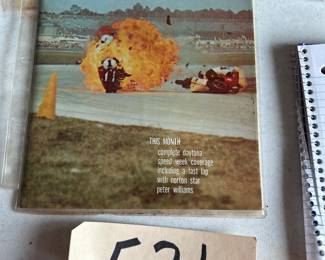 THIS MONTH
complete daytona
speed week coverage
including a fast lap
with norton star
peter williams